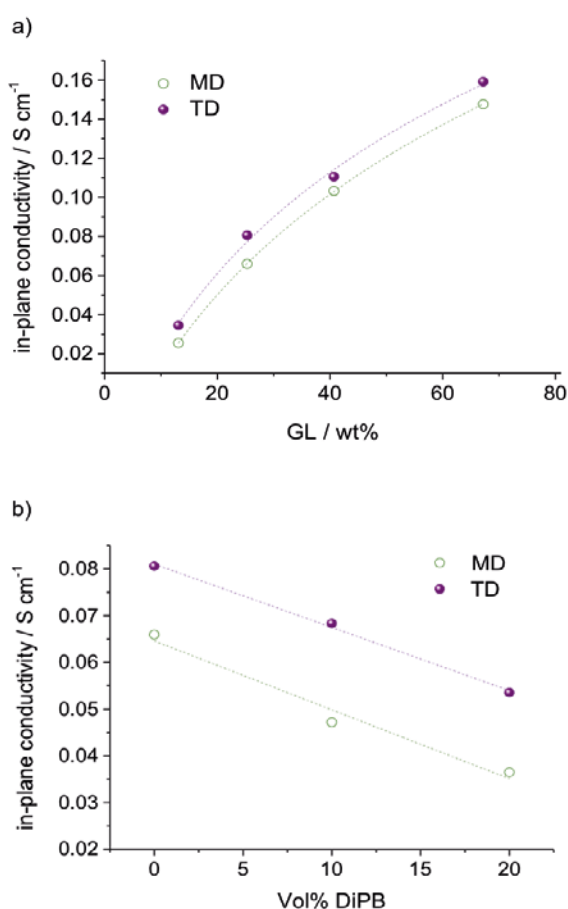 a)
0.16
0.14
0.12
0.10
0.08
0.06
0.04
0.02
in-plane conductivity / S cm⁻¹
MD
TD
0 20 40 60 80
GL / wt%
b)
0.08
0.07
0.06
0.05
0.04
0.03
0.02
in-plane conductivity / S cm⁻¹
MD
TD
0 5 10 15 20
Vol% DiPB